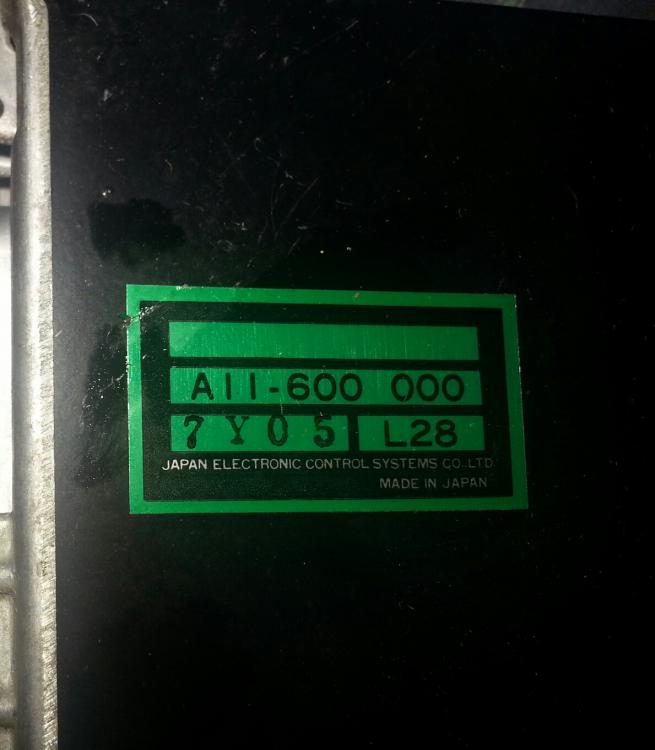 A11-600 000
7Y05 L28
JAPAN ELECTRONIC CONTROL SYSTEMS CO.,LTD.
MADE IN JAPAN